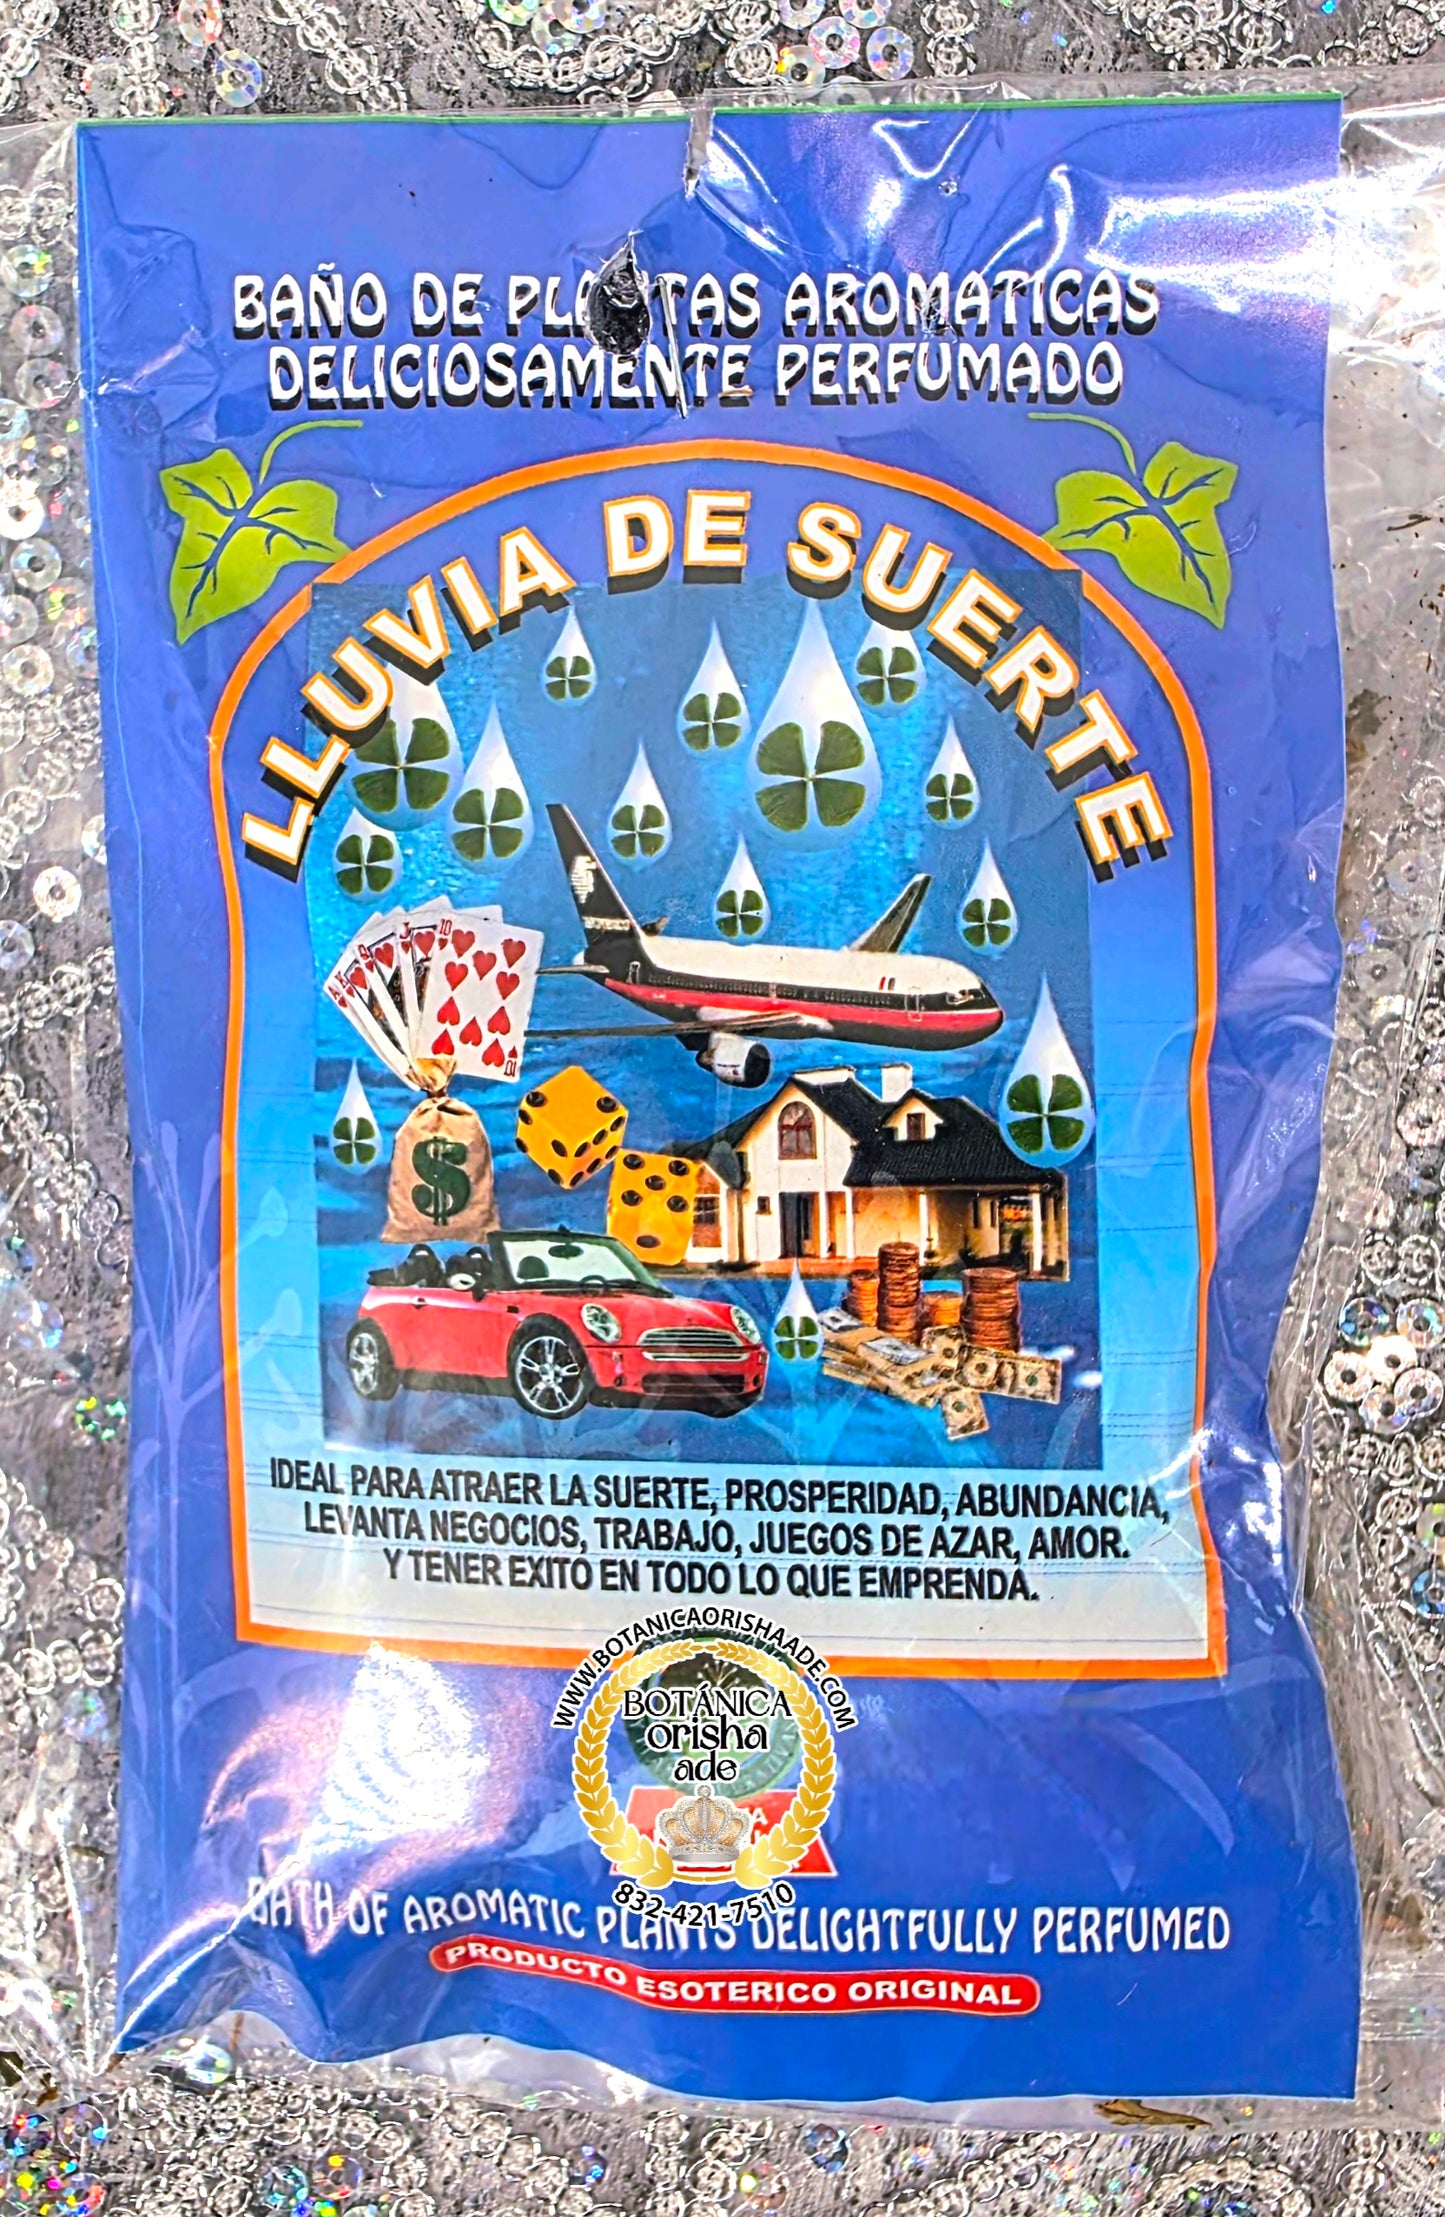 BAÑO DE PLANTAS AROMATICAS
DELICIOSAMENTE PERFUMADO
LLUVIA DE SUERTE
IDEAL PARA ATRAER LA SUERTE, PROSPERIDAD, ABUNDANCIA,
LEVANTA NEGOCIOS, TRABAJO, JUEGOS DE AZAR, AMOR.
Y TENER EXITO EN TODO LO QUE EMPRENDA.
WWW.BOTANICAORISHAADE.COM
BOTÁNICA
orisha
ade
832-421-7510
BATH OF AROMATIC PLANTS DELIGHTFULLY PERFUMED
PRODUCTO ESOTERICO ORIGINAL